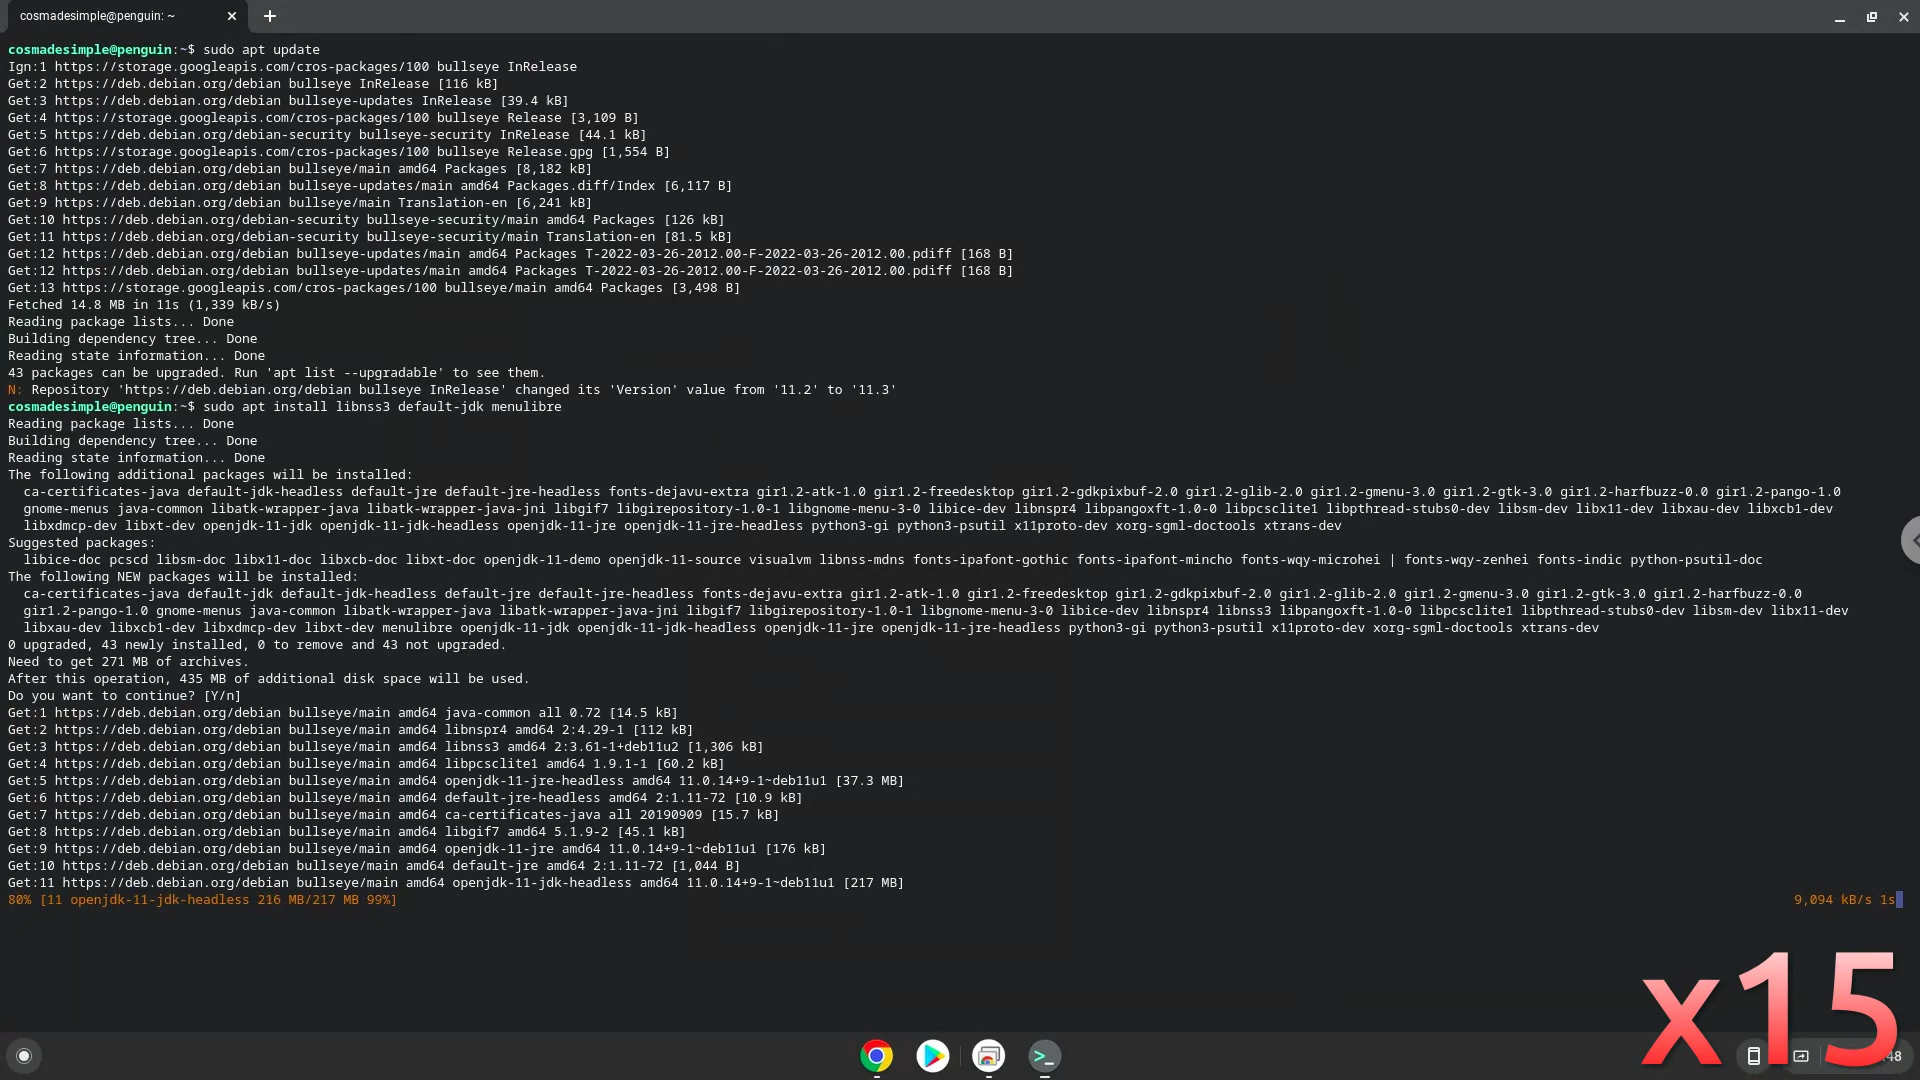 cosmadesimple@penguin: ~
cosmadesimple@penguin:~$ sudo apt update
Ign:1 https://storage.googleapis.com/cros-packages/100 bullseye InRelease
Get:2 https://deb.debian.org/debian bullseye InRelease [116 kB]
Get:3 https://deb.debian.org/debian bullseye-updates InRelease [39.4 kB]
Get:4 https://storage.googleapis.com/cros-packages/100 bullseye Release [3,109 B]
Get:5 https://deb.debian.org/debian-security bullseye-security InRelease [44.1 kB]
Get:6 https://storage.googleapis.com/cros-packages/100 bullseye Release.gpg [1,554 B]
Get:7 https://deb.debian.org/debian bullseye/main amd64 Packages [8,182 kB]
Get:8 https://deb.debian.org/debian bullseye-updates/main amd64 Packages.diff/Index [6,117 B]
Get:9 https://deb.debian.org/debian bullseye/main Translation-en [6,241 kB]
Get:10 https://deb.debian.org/debian-security bullseye-security/main amd64 Packages [126 kB]
Get:11 https://deb.debian.org/debian-security bullseye-security/main Translation-en [81.5 kB]
Get:12 https://deb.debian.org/debian bullseye-updates/main amd64 Packages T-2022-03-26-2012.00-F-2022-03-26-2012.00.pdiff [168 B]
Get:12 https://deb.debian.org/debian bullseye-updates/main amd64 Packages T-2022-03-26-2012.00-F-2022-03-26-2012.00.pdiff [168 B]
Get:13 https://storage.googleapis.com/cros-packages/100 bullseye/main amd64 Packages [3,498 B]
Fetched 14.8 MB in 11s (1,339 kB/s)
Reading package lists... Done
Building dependency tree... Done
Reading state information... Done
43 packages can be upgraded. Run 'apt list --upgradable' to see them.
N: Repository 'https://deb.debian.org/debian bullseye InRelease' changed its 'Version' value from '11.2' to '11.3'
cosmadesimple@penguin:~$ sudo apt install libnss3 default-jdk menulibre
Reading package lists... Done
Building dependency tree... Done
Reading state information... Done
The following additional packages will be installed:
ca-certificates-java default-jdk-headless default-jre default-jre-headless fonts-dejavu-extra gir1.2-atk-1.0 gir1.2-freedesktop gir1.2-gdkpixbuf-2.0 gir1.2-glib-2.0 gir1.2-gmenu-3.0 gir1.2-gtk-3.0 gir1.2-harfbuzz-0.0 gir1.2-pango-1.0
gnome-menus java-common libatk-wrapper-java libatk-wrapper-java-jni libgif7 libgirepository-1.0-1 libgnome-menu-3-0 libice-dev libnspr4 libpangoxft-1.0-0 libpcsclite1 libpthread-stubs0-dev libsm-dev libx11-dev libxau-dev libxcb1-dev
libxdmcp-dev libxt-dev openjdk-11-jdk openjdk-11-jdk-headless openjdk-11-jre openjdk-11-jre-headless python3-gi python3-psutil x11proto-dev xorg-sgml-doctools xtrans-dev
Suggested packages:
libice-doc pcscd libsm-doc libx11-doc libxcb-doc libxt-doc openjdk-11-demo openjdk-11-source visualvm libnss-mdns fonts-ipafont-gothic fonts-ipafont-mincho fonts-wqy-microhei | fonts-wqy-zenhei fonts-indic python-psutil-doc
The following NEW packages will be installed:
ca-certificates-java default-jdk default-jdk-headless default-jre default-jre-headless fonts-dejavu-extra gir1.2-atk-1.0 gir1.2-freedesktop gir1.2-gdkpixbuf-2.0 gir1.2-glib-2.0 gir1.2-gmenu-3.0 gir1.2-gtk-3.0 gir1.2-harfbuzz-0.0
gir1.2-pango-1.0 gnome-menus java-common libatk-wrapper-java libatk-wrapper-java-jni libgif7 libgirepository-1.0-1 libgnome-menu-3-0 libice-dev libnspr4 libnss3 libpangoxft-1.0-0 libpcsclite1 libpthread-stubs0-dev libsm-dev libx11-dev
libxau-dev libxcb1-dev libxdmcp-dev libxt-dev menulibre openjdk-11-jdk openjdk-11-jdk-headless openjdk-11-jre openjdk-11-jre-headless python3-gi python3-psutil x11proto-dev xorg-sgml-doctools xtrans-dev
0 upgraded, 43 newly installed, 0 to remove and 43 not upgraded.
Need to get 271 MB of archives.
After this operation, 435 MB of additional disk space will be used.
Do you want to continue? [Y/n]
Get:1 https://deb.debian.org/debian bullseye/main amd64 java-common all 0.72 [14.5 kB]
Get:2 https://deb.debian.org/debian bullseye/main amd64 libnspr4 amd64 2:4.29-1 [112 kB]
Get:3 https://deb.debian.org/debian bullseye/main amd64 libnss3 amd64 2:3.61-1+deb11u2 [1,306 kB]
Get:4 https://deb.debian.org/debian bullseye/main amd64 libpcsclite1 amd64 1.9.1-1 [60.2 kB]
Get:5 https://deb.debian.org/debian bullseye/main amd64 openjdk-11-jre-headless amd64 11.0.14+9-1~deb11u1 [37.3 MB]
Get:6 https://deb.debian.org/debian bullseye/main amd64 default-jre-headless amd64 2:1.11-72 [10.9 kB]
Get:7 https://deb.debian.org/debian bullseye/main amd64 ca-certificates-java all 20190909 [15.7 kB]
Get:8 https://deb.debian.org/debian bullseye/main amd64 libgif7 amd64 5.1.9-2 [45.1 kB]
Get:9 https://deb.debian.org/debian bullseye/main amd64 openjdk-11-jre amd64 11.0.14+9-1~deb11u1 [176 kB]
Get:10 https://deb.debian.org/debian bullseye/main amd64 default-jre amd64 2:1.11-72 [1,044 B]
Get:11 https://deb.debian.org/debian bullseye/main amd64 openjdk-11-jdk-headless amd64 11.0.14+9-1~deb11u1 [217 MB]
80% [11 openjdk-11-jdk-headless 216 MB/217 MB 99%] 9,094 kB/s 1s
x15